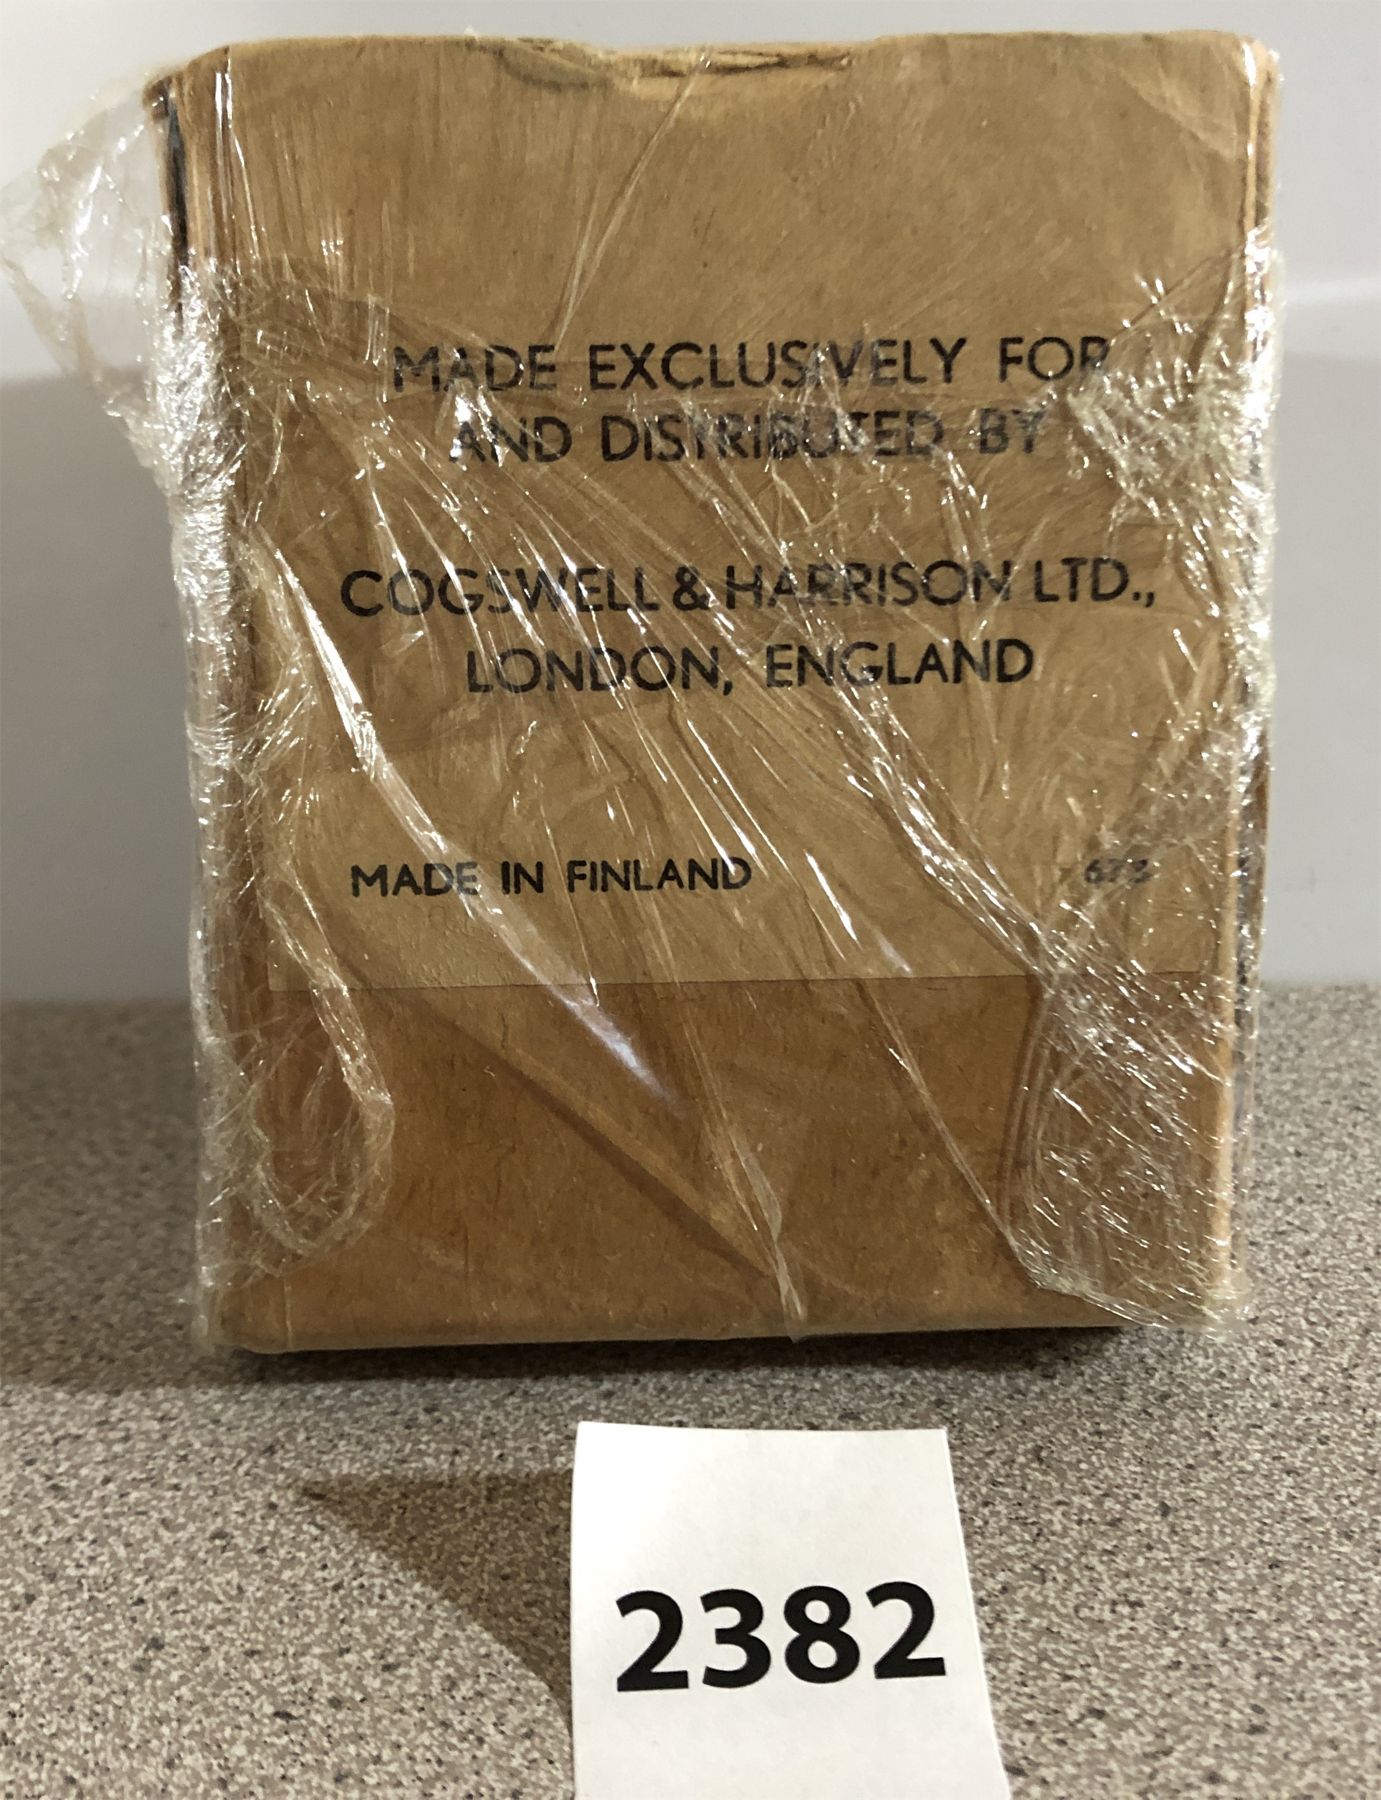 MADE EXCLUSIVELY FOR
AND DISTRIBUTED BY
COGSWELL & HARRISON LTD.,
LONDON, ENGLAND
MADE IN FINLAND
2382